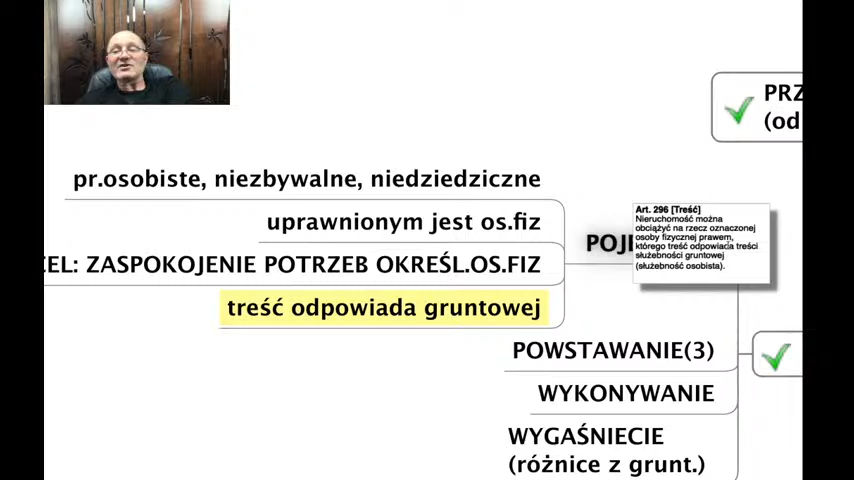 PRZ
(od
pr.osobiste, niezbywalne, niedziedziczne
uprawnionym jest os.fiz
CEL: ZASPOKOJENIE POTRZEB OKREŚL.OS.FIZ
treść odpowiada gruntowej
POJ
Art. 296 [Treść]
Nieruchomość można
obciążyć na rzecz oznaczonej
osoby fizycznej prawem,
którego treść odpowiada treści
służebności gruntowej
(służebność osobista).
POWSTAWANIE(3)
WYKONYWANIE
WYGAŚNIECIE
(różnice z grunt.)